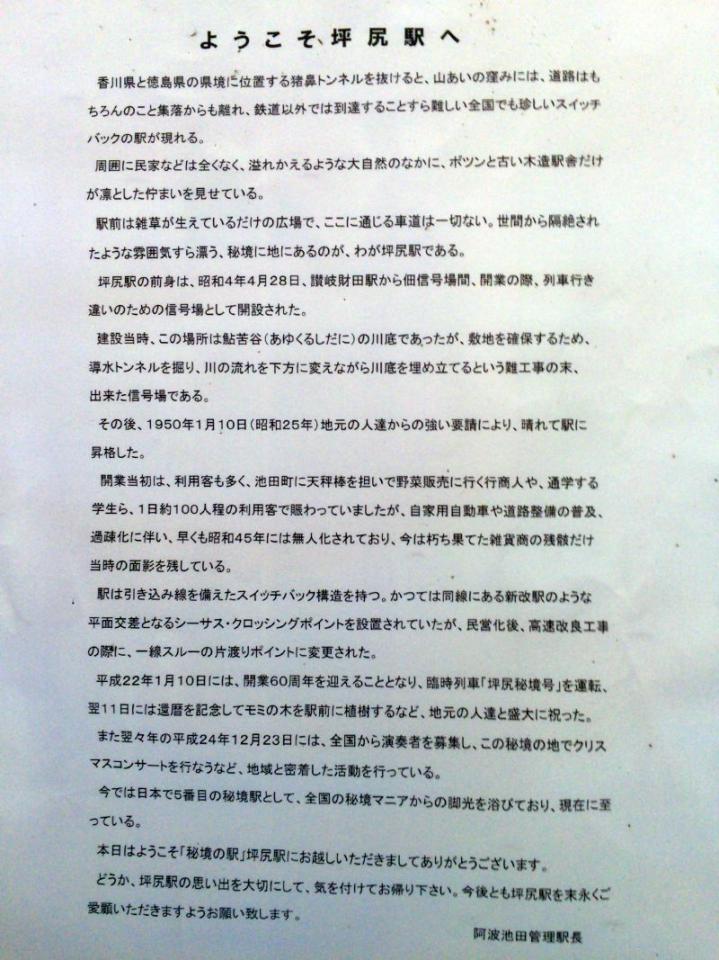 ようこそ坪尻駅へ
香川県と徳島県の県境に位置する猪鼻トンネルを抜けると、山あいの窪みには、道路はも
ちろんのこと集落からも離れ、鉄道以外では到達することすら難しい全国でも珍しいスイッチ
バックの駅が現れる。
周囲に民家などは全くなく、溢れかえるような大自然のなかに、ポツンと古い木造駅舎だけ
が凛とした佇まいを見せている。
駅前は雑草が生えているだけの広場で、ここに通じる車道は一切ない。世間から隔絶され
たような雰囲気すら漂う、秘境に地にあるのが、わが坪尻駅である。
坪尻駅の前身は、昭和4年4月28日、讃岐財田駅から佃信号場間、開業の際、列車行き
違いのための信号場として開設された。
建設当時、この場所は鮎苦谷(あゆくるしだに)の川底であったが、敷地を確保するため、
導水トンネルを掘り、川の流れを下方に変えながら川底を埋め立てるという難工事の末、
出来た信号場である。
その後、1950年1月10日(昭和25年)地元の人達からの強い要請により、晴れて駅に
昇格した。
開業当初は、利用客も多く、池田町に天秤棒を担いで野菜販売に行く行商人や、通学する
学生ら、1日約100人程の利用客で賑わっていましたが、自家用自動車や道路整備の普及、
過疎化に伴い、早くも昭和45年には無人化されており、今は朽ち果てた雑貨商の残骸だけ
当時の面影を残している。
駅は引き込み線を備えたスイッチバック構造を持つ。かつては同線にある新改駅のような
平面交差となるシーサス・クロッシングポイントを設置されていたが、民営化後、高速改良工事
の際に、一線スルーの片渡りポイントに変更された。
平成22年1月10日には、開業60周年を迎えることとなり、臨時列車「坪尻秘境号」を運転、
翌11日には還暦を記念してモミの木を駅前に植樹するなど、地元の人達と盛大に祝った。
また翌々年の平成24年12月23日には、全国から演奏者を募集し、この秘境の地でクリス
マスコンサートを行なうなど、地域と密着した活動を行っている。
今では日本で5番目の秘境駅として、全国の秘境マニアからの脚光を浴びており、現在に至
っている。
本日はようこそ「秘境の駅」坪尻駅にお越しいただきましてありがとうございます。
どうか、坪尻駅の思い出を大切にして、気を付けてお帰り下さい。今後とも坪尻駅を末永くご
愛顧いただきますようお願い致します。
阿波池田管理駅長